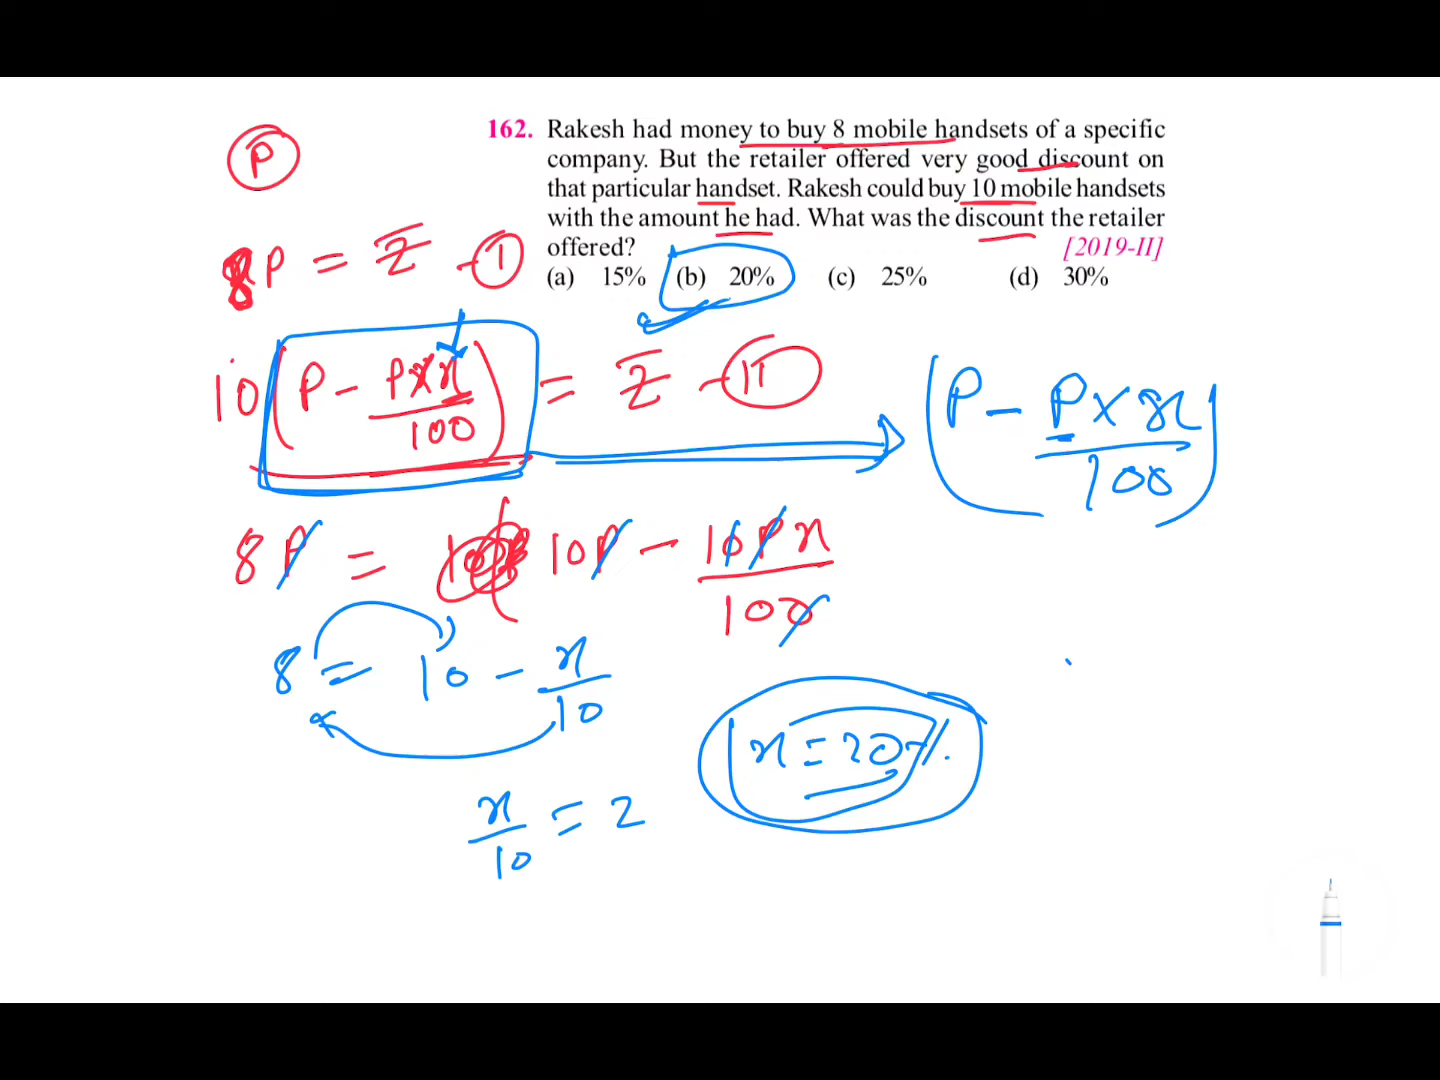 162. Rakesh had money to buy 8 mobile handsets of a specific
company. But the retailer offered very good discount on
that particular handset. Rakesh could buy 10 mobile handsets
with the amount he had. What was the discount the retailer
offered? [2019-II]
(a) 15% (b) 20% (c) 25% (d) 30%
P
8P = Z - I
10(P - P×x/100) = Z - II
(P - P×x/100)
8P = 10P - 10Px/100
8 = 10 - x/10
x/10 = 2
x = 20%